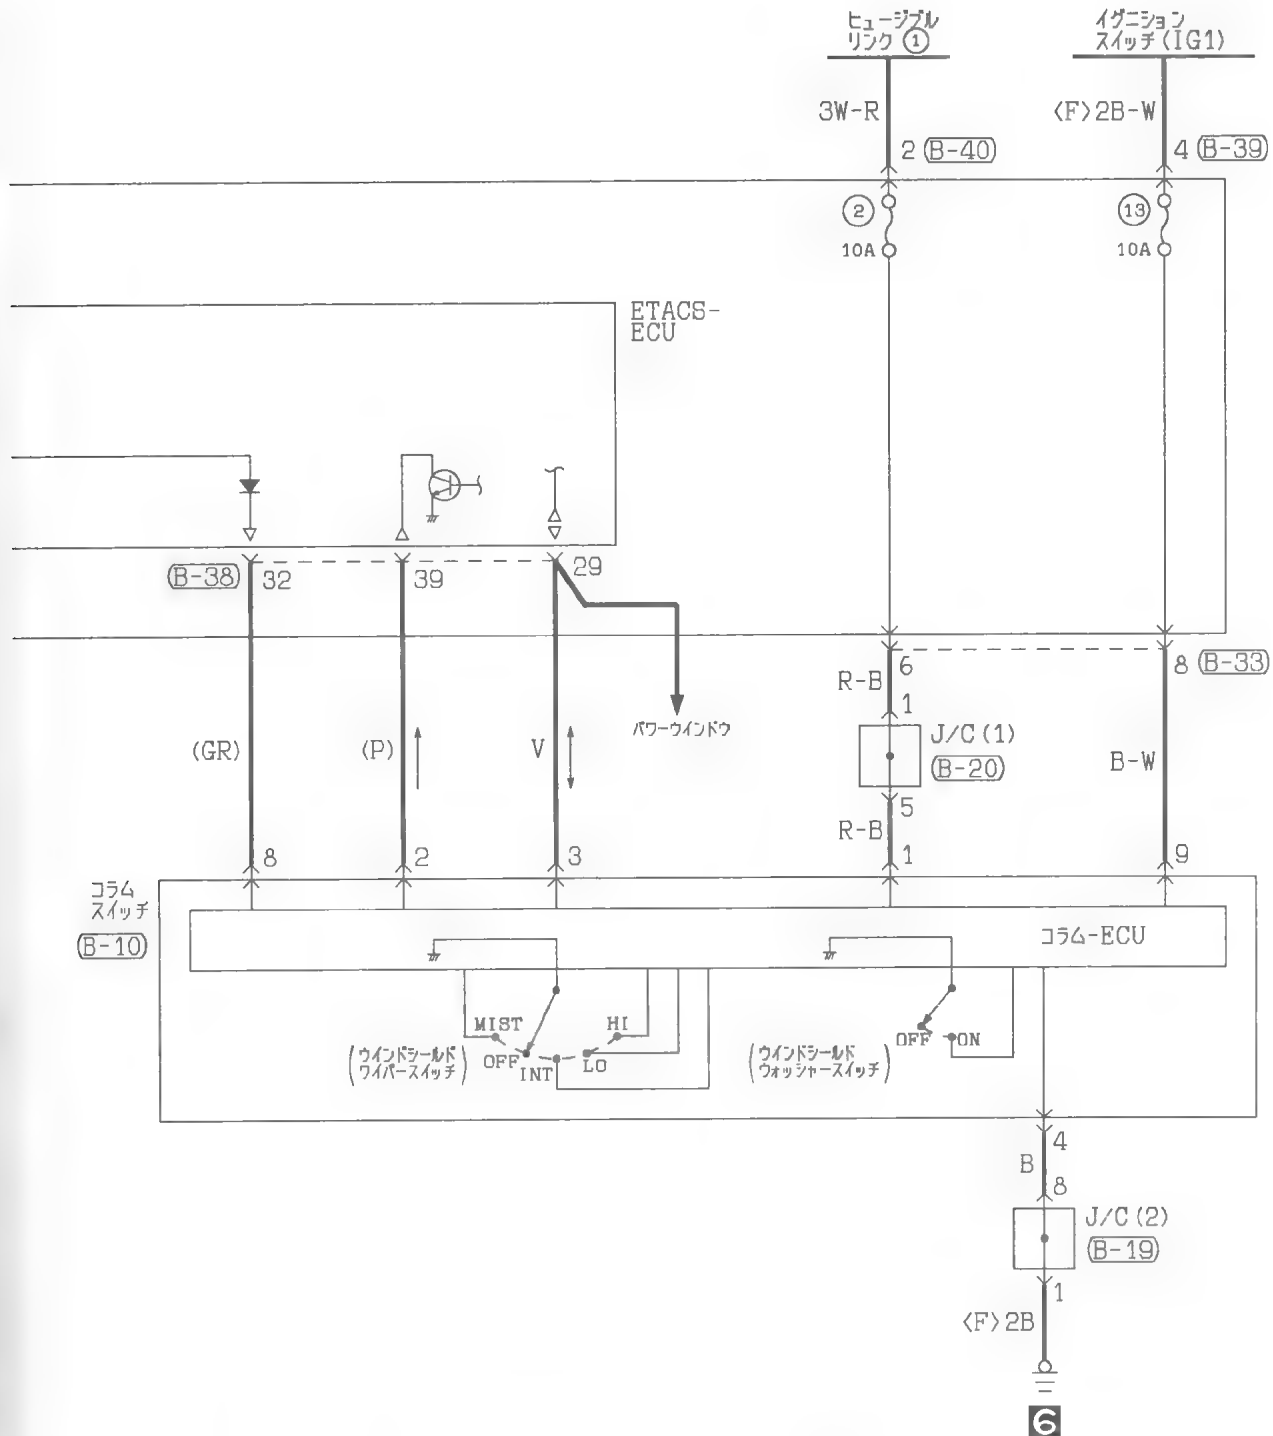 ヒュージブル
リンク ①
イグニション
スイッチ(IG1)
3W-R
〈F〉2B-W
2 (B-40)
4 (B-39)
②
⑬
10A
10A
ETACS-
ECU
(B-38) 32
39
29
6
8 (B-33)
R-B
1
パワーウインドウ
J/C(1)
(B-20)
(GR)
(P)
V
B-W
5
R-B
8
2
3
1
9
コラム
スイッチ
(B-10)
コラム-ECU
MIST
OFF
INT
LO
HI
(ウインドシールド
ワイパースイッチ)
(ウインドシールド
ウォッシャースイッチ)
OFF
ON
4
B
8
J/C(2)
(B-19)
1
〈F〉2B
6